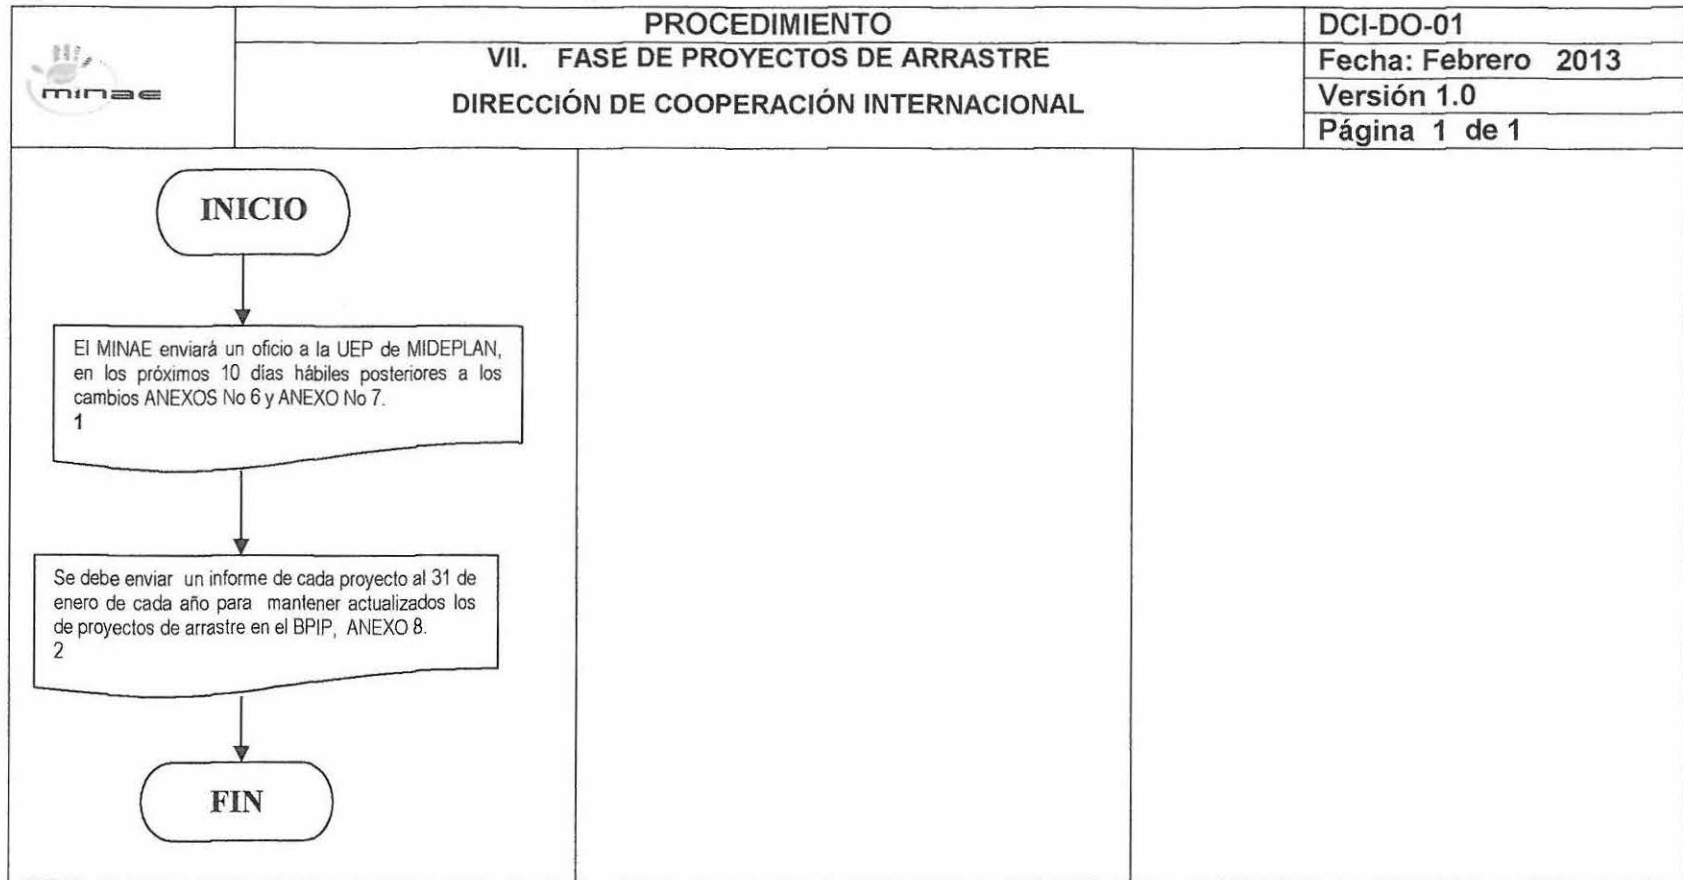 minae
PROCEDIMIENTO
VII. FASE DE PROYECTOS DE ARRASTRE
DIRECCIÓN DE COOPERACIÓN INTERNACIONAL
DCI-DO-01
Fecha: Febrero 2013
Versión 1.0
Página 1 de 1
INICIO
El MINAE enviará un oficio a la UEP de MIDEPLAN,
en los próximos 10 días hábiles posteriores a los
cambios ANEXOS No 6 y ANEXO No 7.
1
Se debe enviar un informe de cada proyecto al 31 de
enero de cada año para mantener actualizados los
de proyectos de arrastre en el BPIP, ANEXO 8.
2
FIN